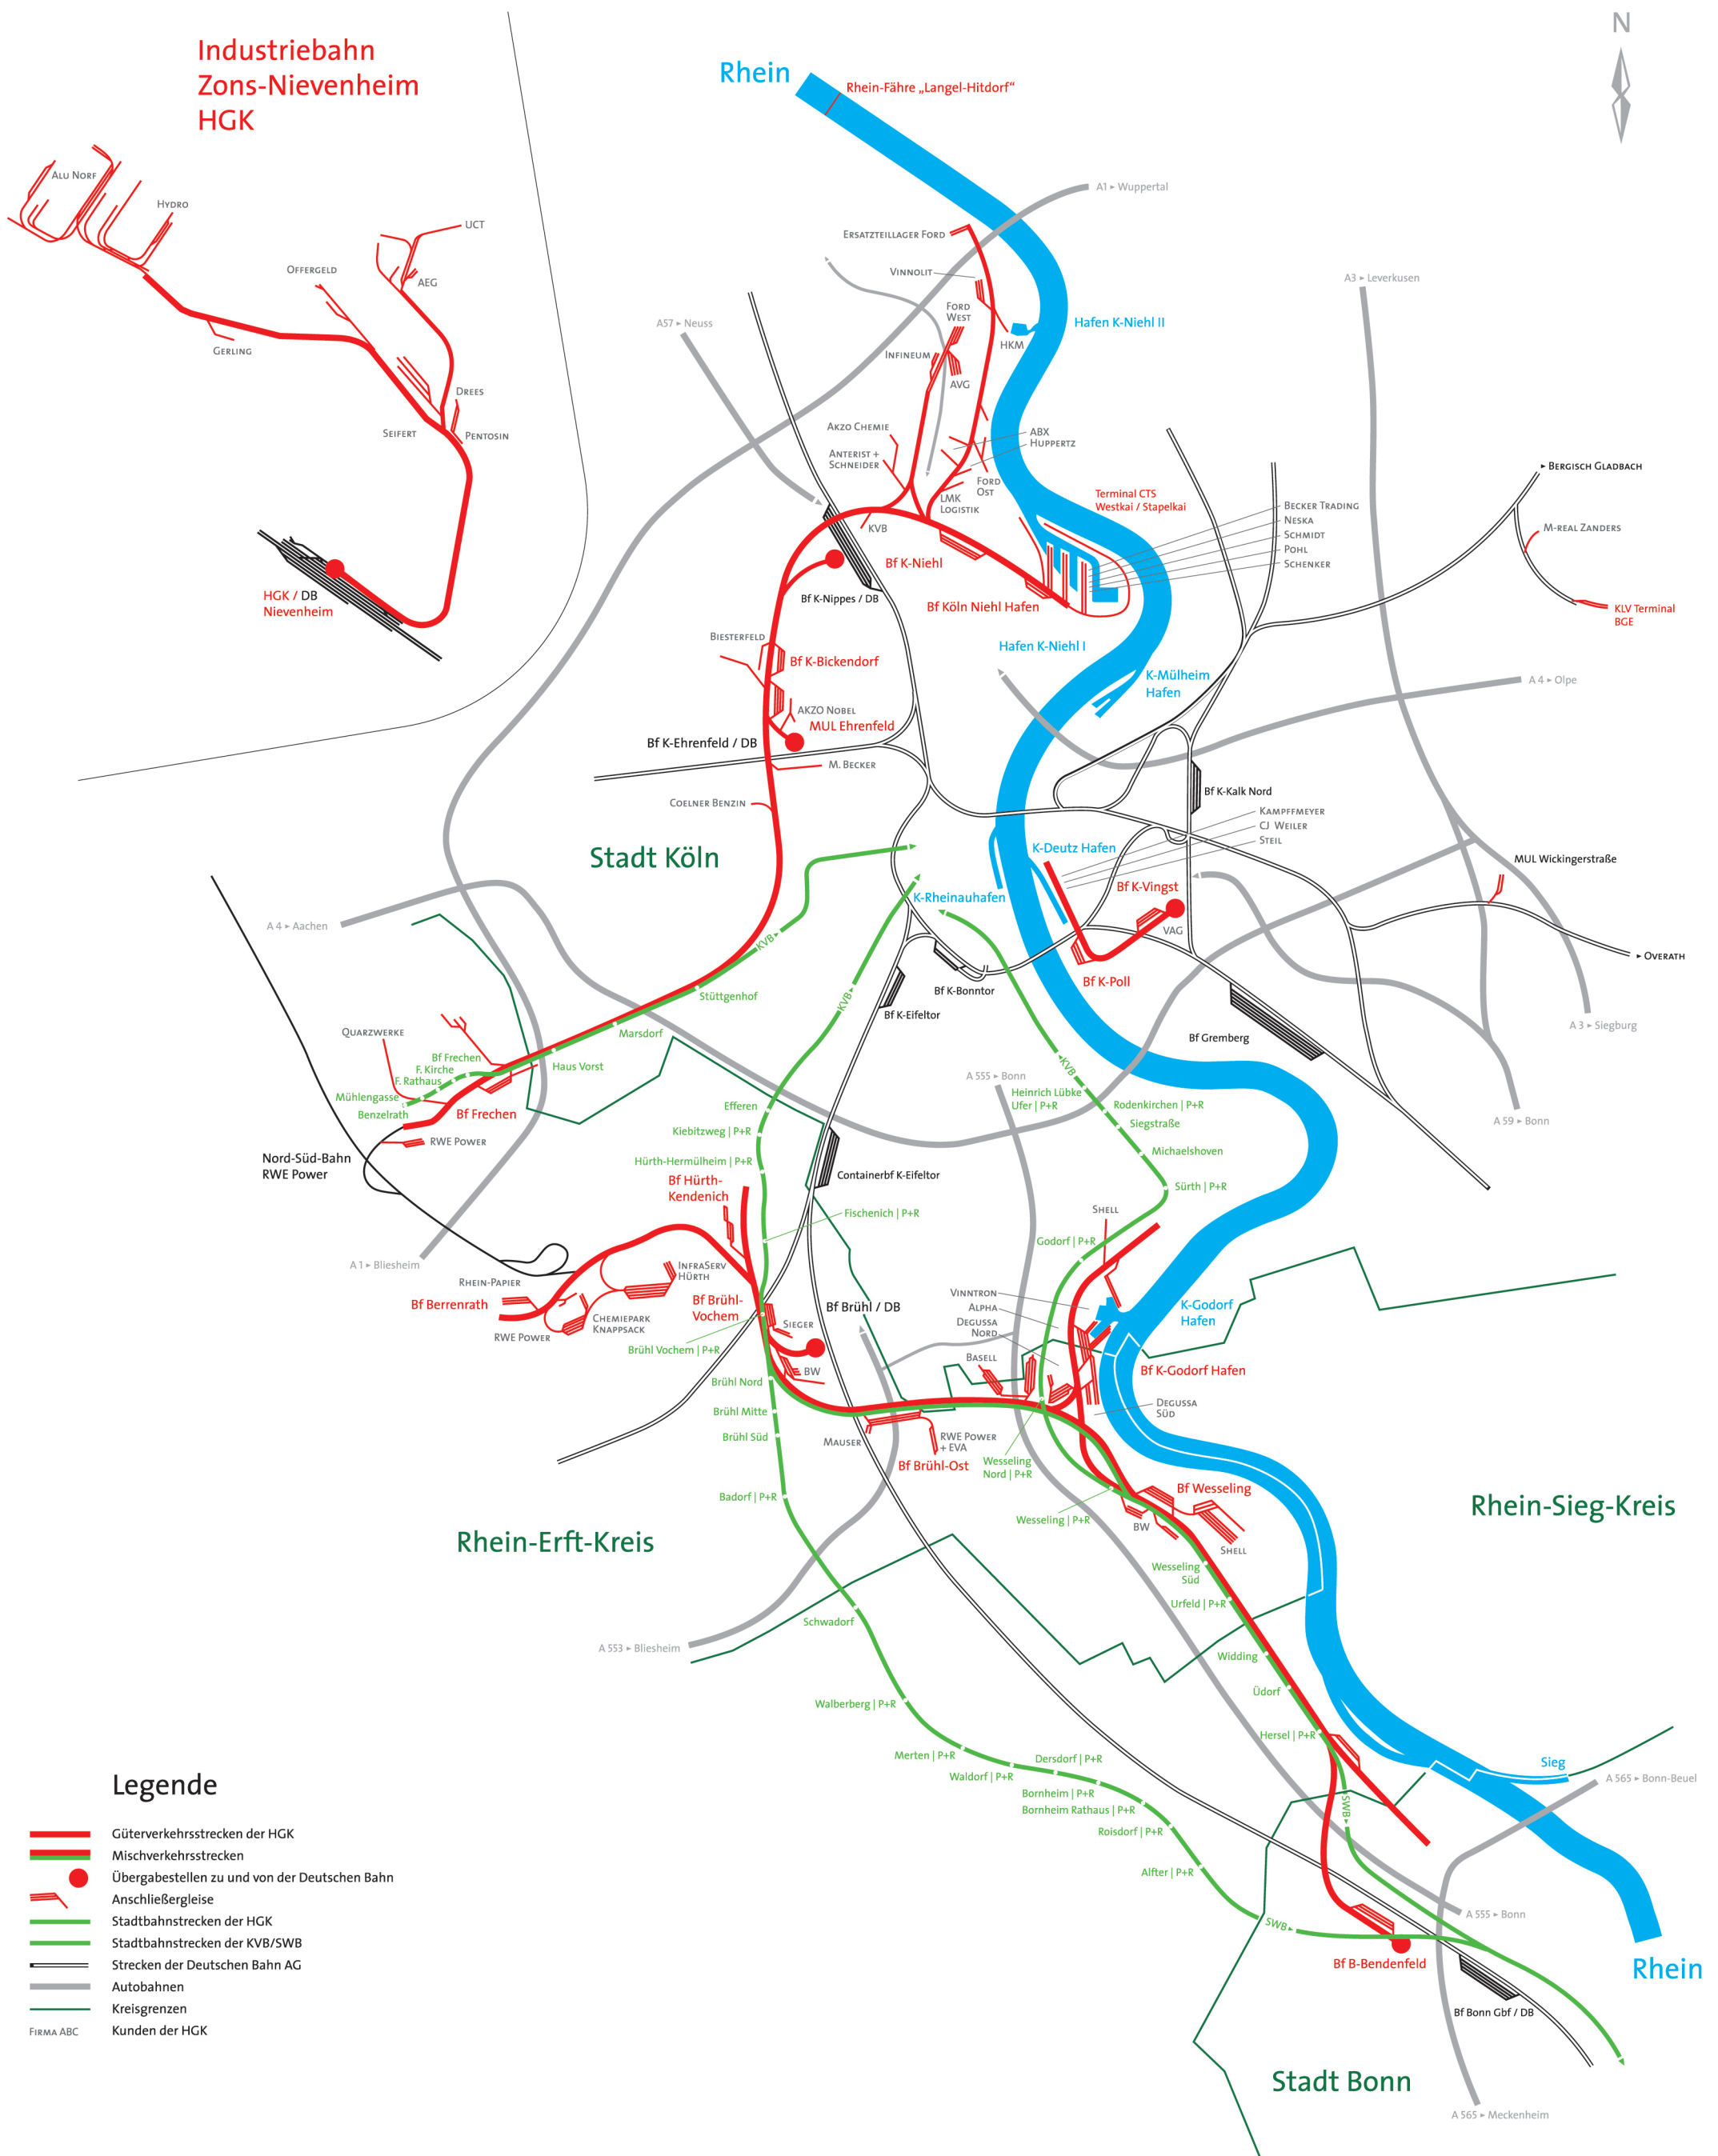 Industriebahn
Zons-Nievenheim
HGK
N
Rhein
Rhein-Fähre „Langel-Hitdorf“
A1 ► Wuppertal
Alu Norf
Hydro
UCT
Ersatzteillager Ford
Offergeld
AEG
Vinnolit
A3 ► Leverkusen
Ford
West
A57 ► Neuss
Hafen K-Niehl II
HKM
Gerling
Infineum
AVG
Drees
Seifert
Pentosin
Akzo Chemie
ABX
Huppertz
Anterist +
Schneider
Bergisch Gladbach
Ford
Ost
LMK
Logistik
Terminal CTS
Westkai / Stapelkai
Becker Trading
Neska
Schmidt
Pohl
Schenker
M-real Zanders
KVB
Bf K-Niehl
HGK / DB
Nievenheim
Bf K-Nippes / DB
Bf Köln Niehl Hafen
KLV Terminal
BGE
Biesterfeld
Bf K-Bickendorf
Hafen K-Niehl I
K-Mülheim
Hafen
A 4 ► Olpe
AKZO Nobel
MUL Ehrenfeld
Bf K-Ehrenfeld / DB
M. Becker
Coelner Benzin
Bf K-Kalk Nord
Kampffmeyer
CJ Weiler
Steil
Stadt Köln
K-Deutz Hafen
MUL Wickingerstraße
Bf K-Vingst
K-Rheinauhafen
A 4 ► Aachen
VAG
KVB►
Overath
Bf K-Poll
Bf K-Bonntor
Stüttgenhof
KVB►
Bf K-Eifeltor
A 3 ► Siegburg
Quarzwerke
Marsdorf
Bf Gremberg
Bf Frechen
F. Kirche
F. Rathaus
Haus Vorst
◄KVB
A 555 ► Bonn
Mühlengasse
Benzelrath
Bf Frechen
Heinrich Lübke
Ufer | P+R
Efferen
Rodenkirchen | P+R
Siegstraße
A 59 ► Bonn
Kiebitzweg | P+R
RWE Power
Michaelshoven
Nord-Süd-Bahn
RWE Power
Hürth-Hermülheim | P+R
Containerbf K-Eifeltor
Bf Hürth-
Kendenich
Sürth | P+R
Fischenich | P+R
Shell
Godorf | P+R
A 1 ► Bliesheim
InfraServ
Hürth
Rhein-Papier
Bf Berrenrath
Vinntron
Alpha
Degussa
Nord
K-Godorf
Hafen
Bf Brühl-
Vochem
Bf Brühl / DB
Chemiepark
Knappsack
Sieger
RWE Power
Brühl Vochem | P+R
Basell
Bf K-Godorf Hafen
BW
Brühl Nord
Degussa
Süd
Brühl Mitte
Brühl Süd
Mauser
RWE Power
+ EVA
Bf Brühl-Ost
Wesseling
Nord | P+R
Bf Wesseling
Badorf | P+R
Wesseling | P+R
BW
Shell
Rhein-Sieg-Kreis
Rhein-Erft-Kreis
Wesseling
Süd
Urfeld | P+R
Schwadorf
A 553 ► Bliesheim
Widding
Üdorf
Walberberg | P+R
Hersel | P+R
Merten | P+R
Dersdorf | P+R
Waldorf | P+R
Sieg
A 565 ► Bonn-Beuel
Bornheim | P+R
Bornheim Rathaus | P+R
SWB►
Roisdorf | P+R
Alfter | P+R
A 555 ► Bonn
SWB►
Bf B-Bendenfeld
Rhein
Bf Bonn Gbf / DB
Stadt Bonn
A 565 ► Meckenheim
Legende
Güterverkehrsstrecken der HGK
Mischverkehrsstrecken
Übergabestellen zu und von der Deutschen Bahn
Anschließergleise
Stadtbahnstrecken der HGK
Stadtbahnstrecken der KVB/SWB
Strecken der Deutschen Bahn AG
Autobahnen
Kreisgrenzen
Firma ABC
Kunden der HGK